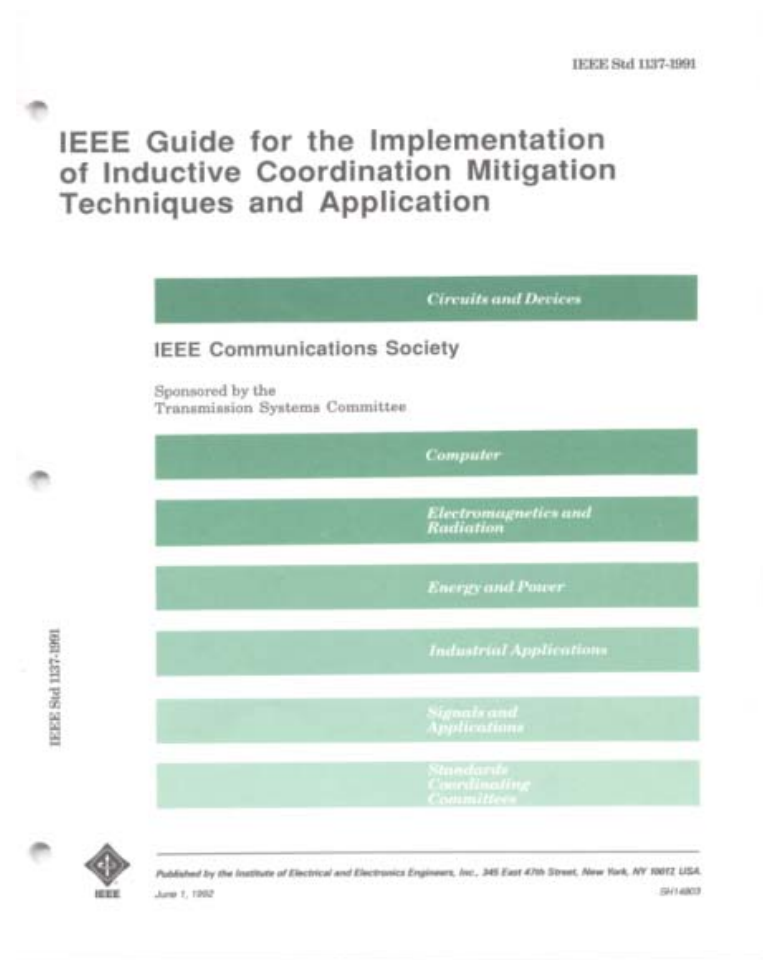 IEEE Std 1137-1991
IEEE Guide for the Implementation
of Inductive Coordination Mitigation
Techniques and Application
Circuits and Devices
IEEE Communications Society
Sponsored by the
Transmission Systems Committee
Computer
Electromagnetics and
Radiation
Energy and Power
Industrial Applications
Signals and
Applications
Standards
Coordinating
Committees
IEEE Std 1137-1991
IEEE
Published by the Institute of Electrical and Electronics Engineers, Inc., 345 East 47th Street, New York, NY 10017, USA.
June 1, 1992
SH14803